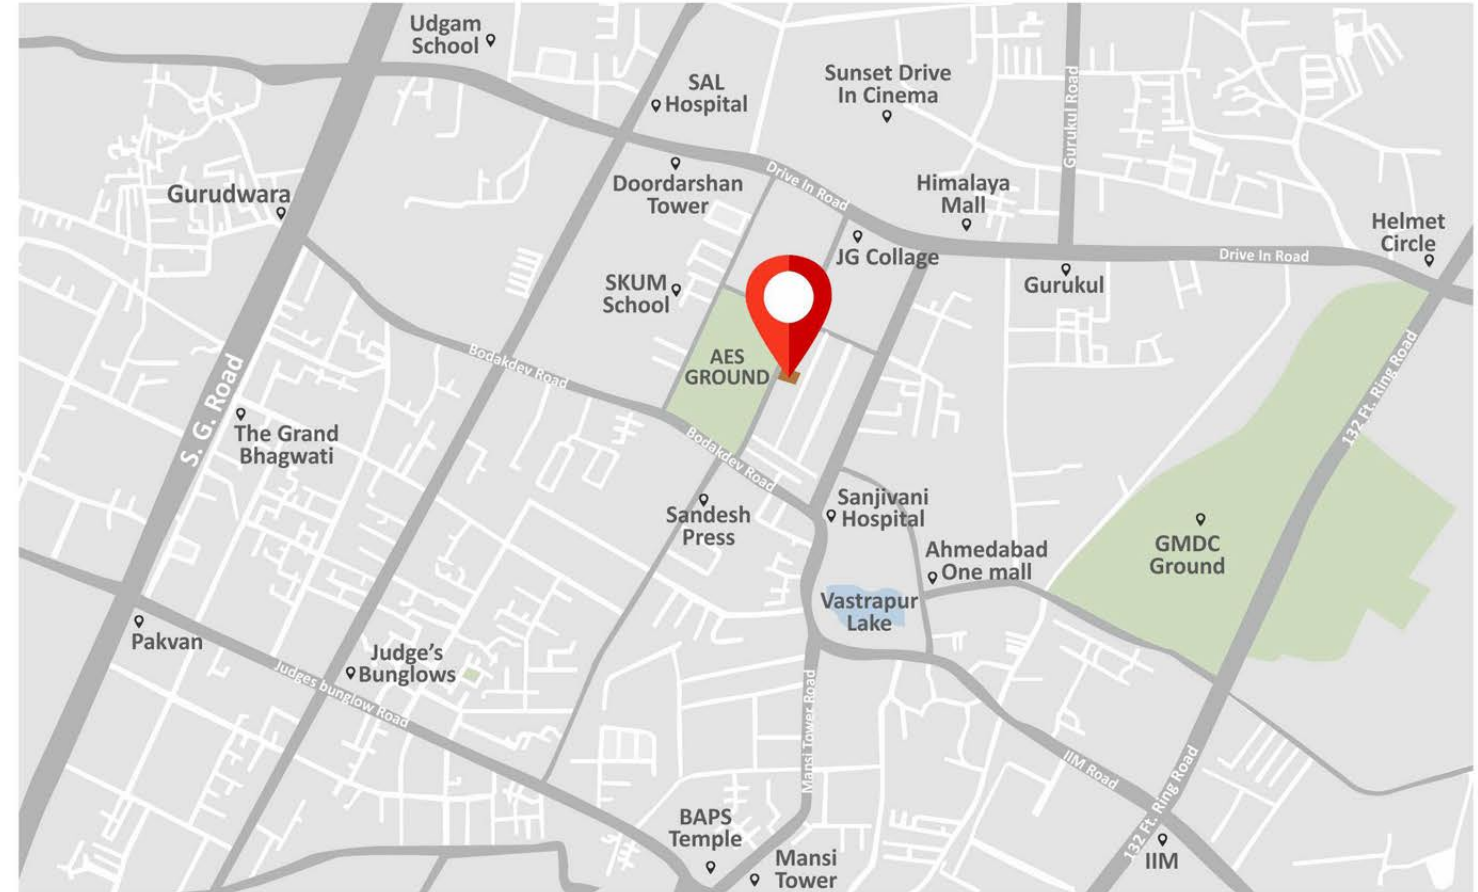 Udgam
School
SAL
Hospital
Sunset Drive
In Cinema
Gurukul Road
Doordarshan
Tower
Drive In Road
Himalaya
Mall
Gurudwara
Helmet
Circle
JG Collage
Drive In Road
Gurukul
SKUM
School
AES
GROUND
Bodakdev Road
132 Ft. Ring Road
S. G. Road
The Grand
Bhagwati
Bodakdev Road
Sandesh
Press
Sanjivani
Hospital
Ahmedabad
One mall
GMDC
Ground
Vastrapur
Lake
Pakvan
Judge's
Bunglows
Judges bunglow Road
Mansi Tower Road
IIM Road
132 Ft. Ring Road
BAPS
Temple
Mansi
Tower
IIM